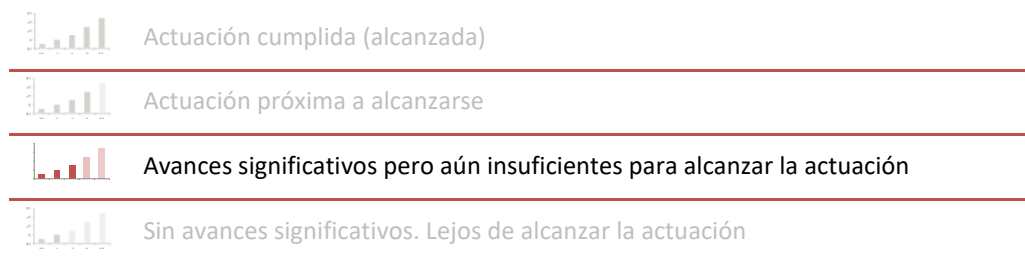 Actuación cumplida (alcanzada)
Actuación próxima a alcanzarse
Avances significativos pero aún insuficientes para alcanzar la actuación
Sin avances significativos. Lejos de alcanzar la actuación